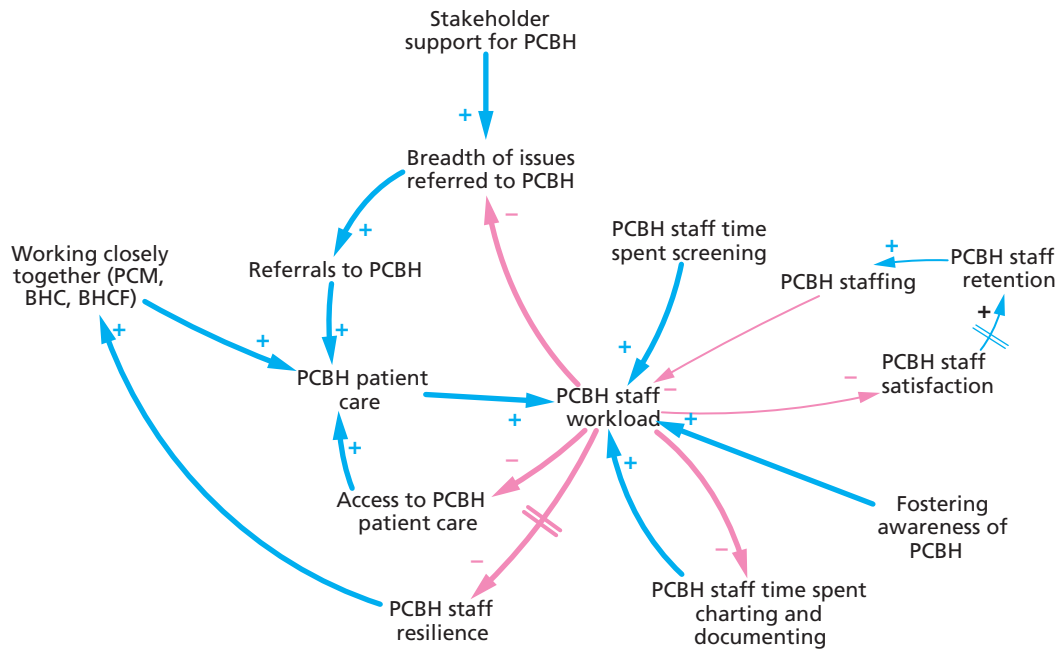 Stakeholder
support for PCBH
+
Breadth of issues
referred to PCBH
–
+
PCBH staff time
spent screening
+
Working closely
together (PCM,
BHC, BHCF)
+
Referrals to PCBH
+
+
PCBH staffing
+
PCBH staff
retention
+
PCBH patient
care
+
PCBH staff
workload
–
+
–
PCBH staff
satisfaction
+
–
+
Access to PCBH
patient care
–
–
Fostering
awareness of
PCBH
PCBH staff
resilience
PCBH staff time spent
charting and
documenting